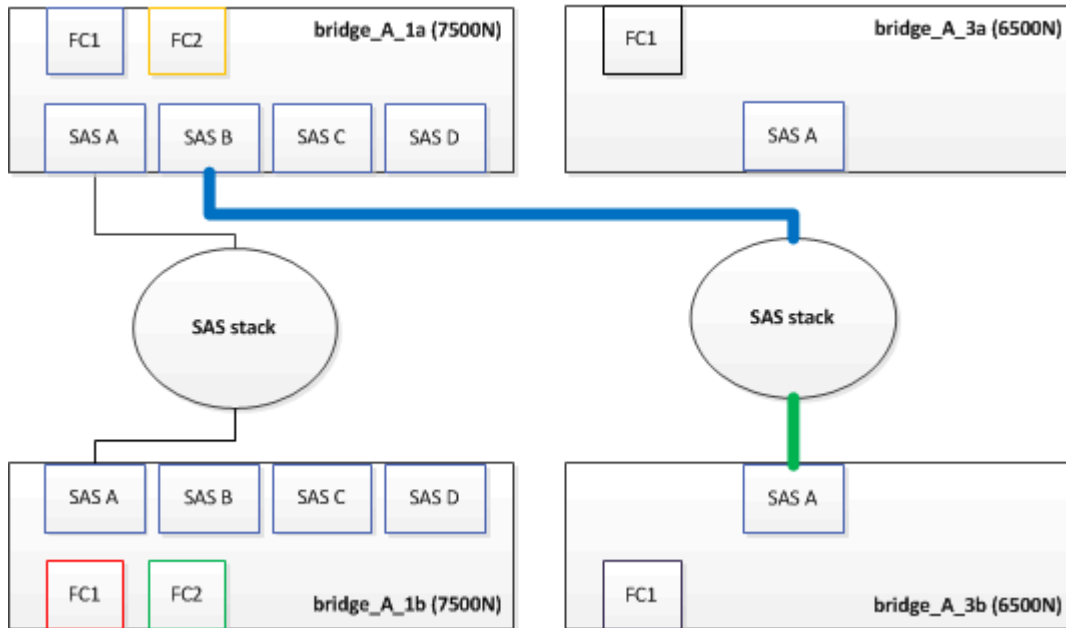 FC1
FC2
bridge_A_1a (7500N)
SAS A
SAS B
SAS C
SAS D
FC1
bridge_A_3a (6500N)
SAS A
SAS stack
SAS stack
SAS A
SAS B
SAS C
SAS D
FC1
FC2
bridge_A_1b (7500N)
SAS A
FC1
bridge_A_3b (6500N)